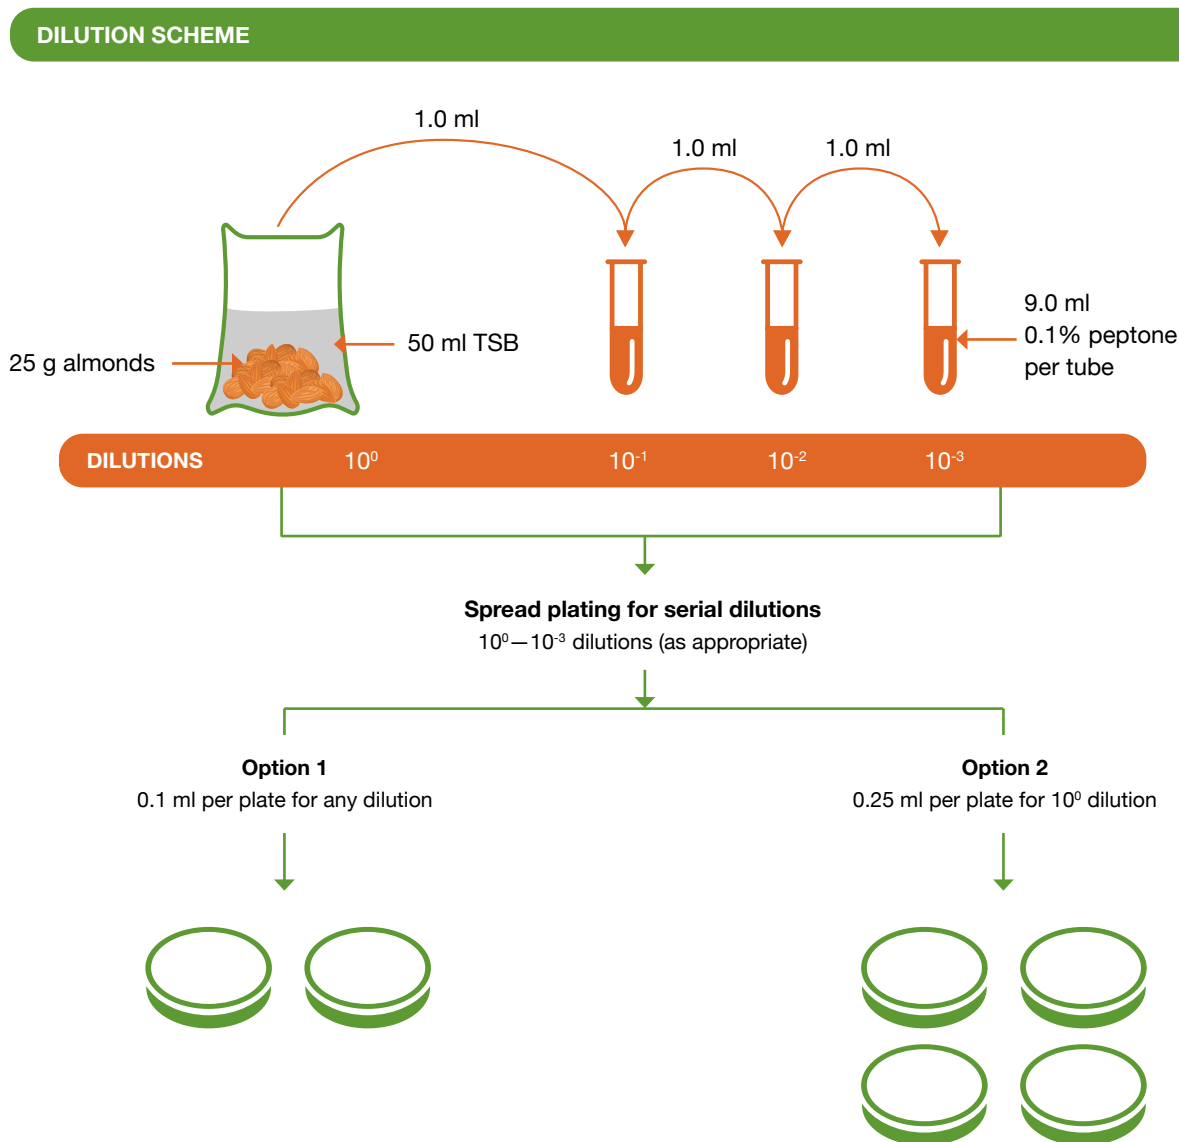 DILUTION SCHEME
1.0 ml
1.0 ml
1.0 ml
25 g almonds
50 ml TSB
9.0 ml
0.1% peptone
per tube
DILUTIONS 10⁰ 10⁻¹ 10⁻² 10⁻³
Spread plating for serial dilutions
10⁰—10⁻³ dilutions (as appropriate)
Option 1
0.1 ml per plate for any dilution
Option 2
0.25 ml per plate for 10⁰ dilution